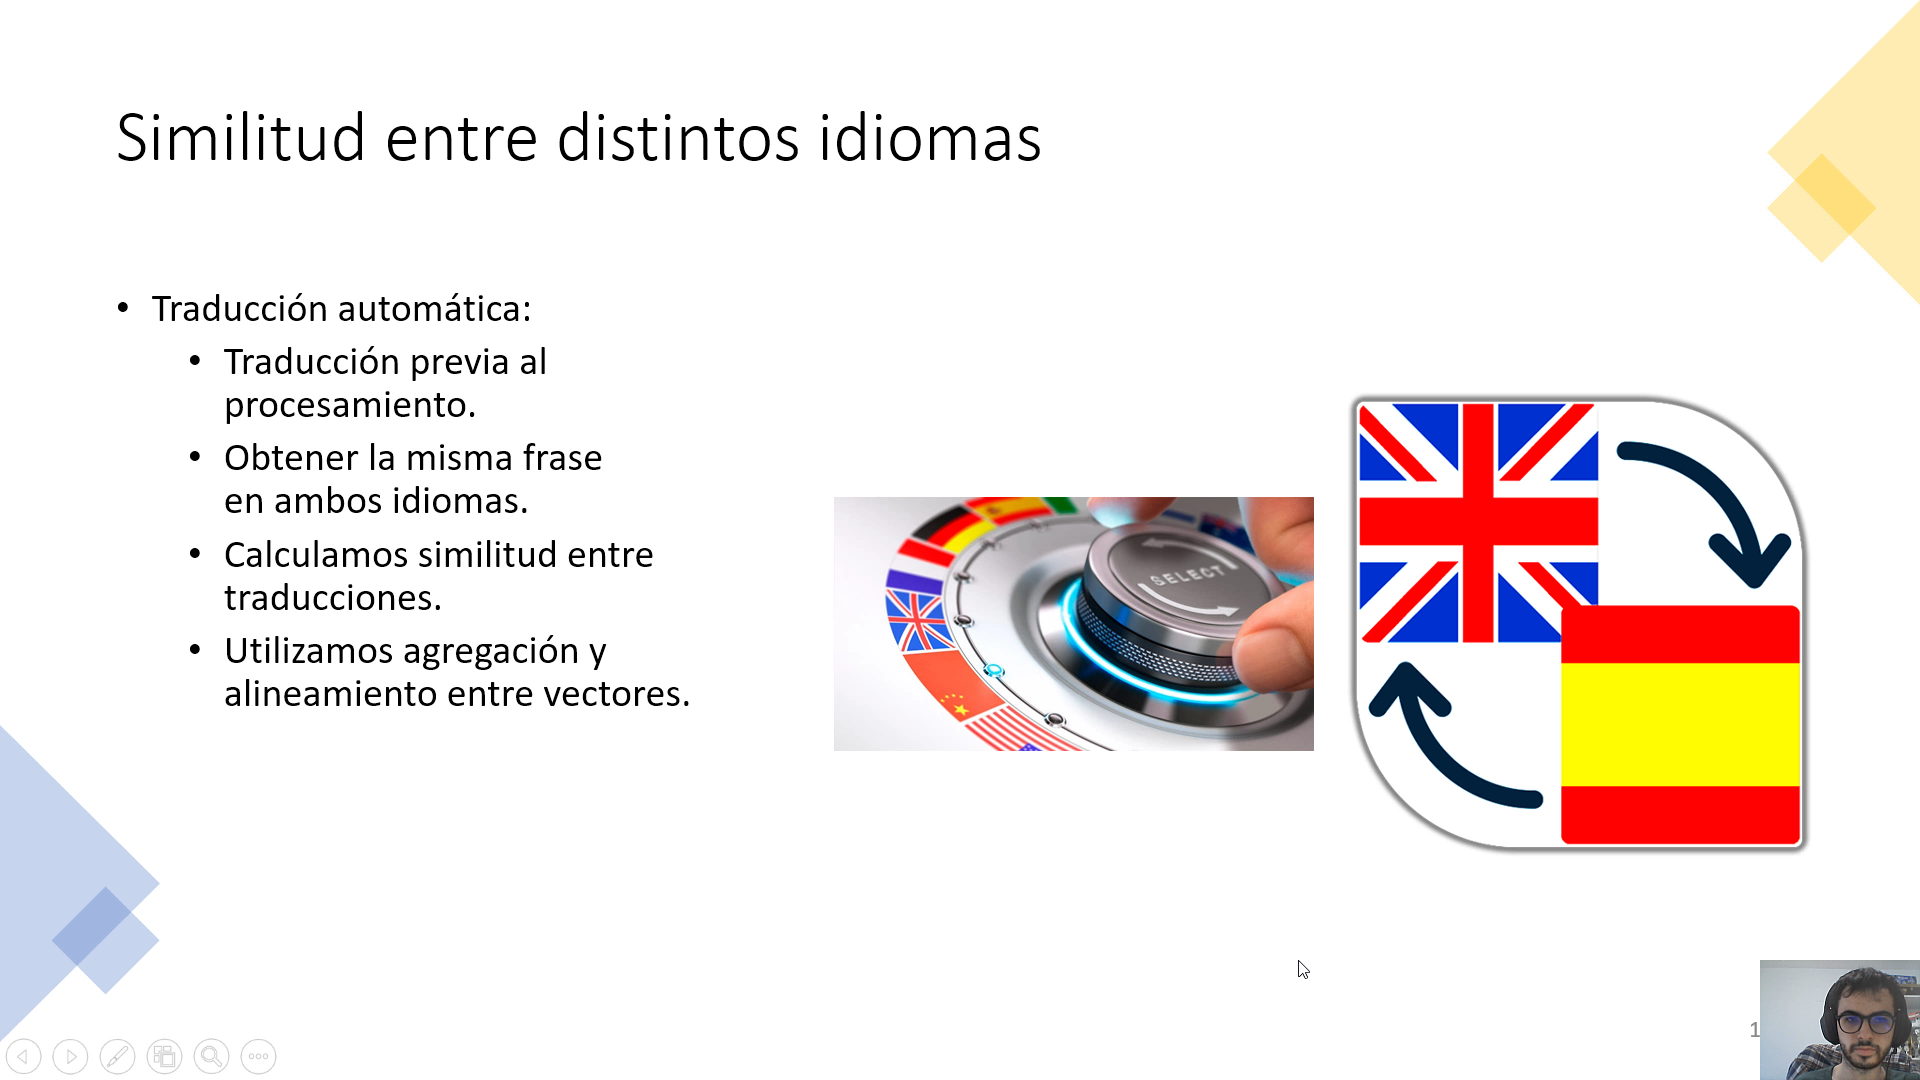 Similitud entre distintos idiomas
• Traducción automática:
• Traducción previa al
procesamiento.
• Obtener la misma frase
en ambos idiomas.
• Calculamos similitud entre
traducciones.
• Utilizamos agregación y
alineamiento entre vectores.
SELECT
1